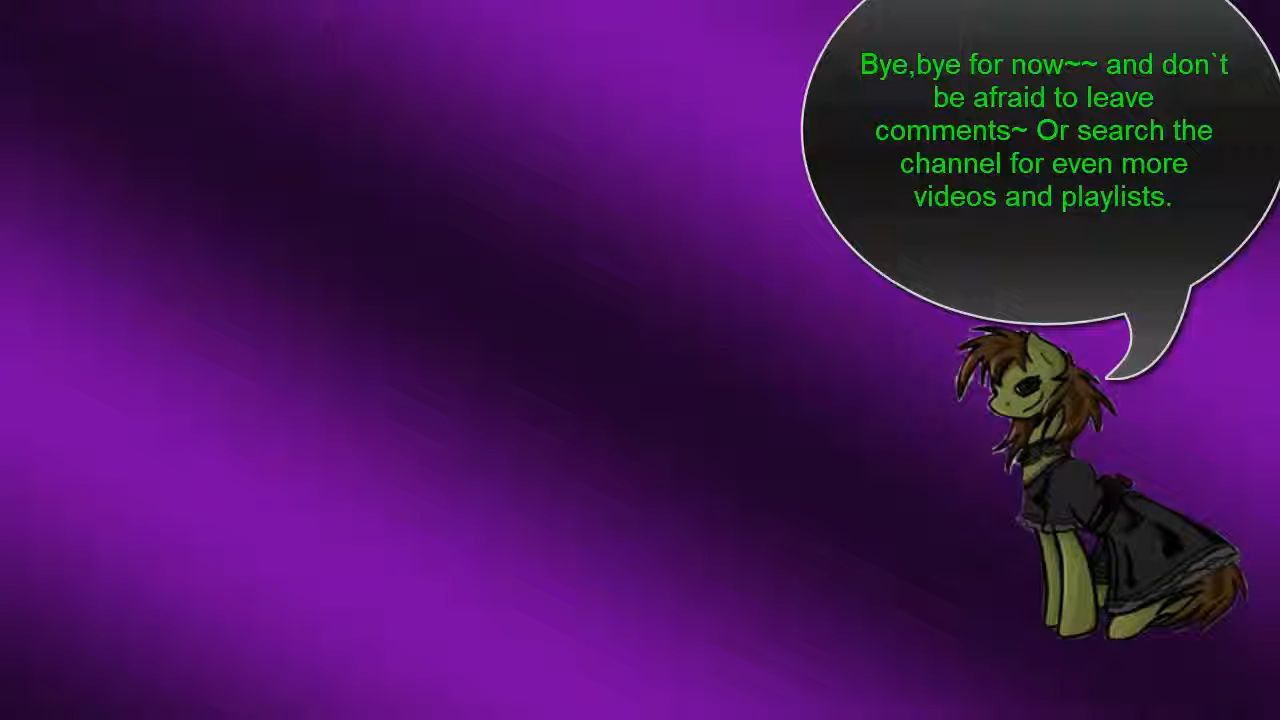 Bye,bye for now~~ and don`t
be afraid to leave
comments~ Or search the
channel for even more
videos and playlists.